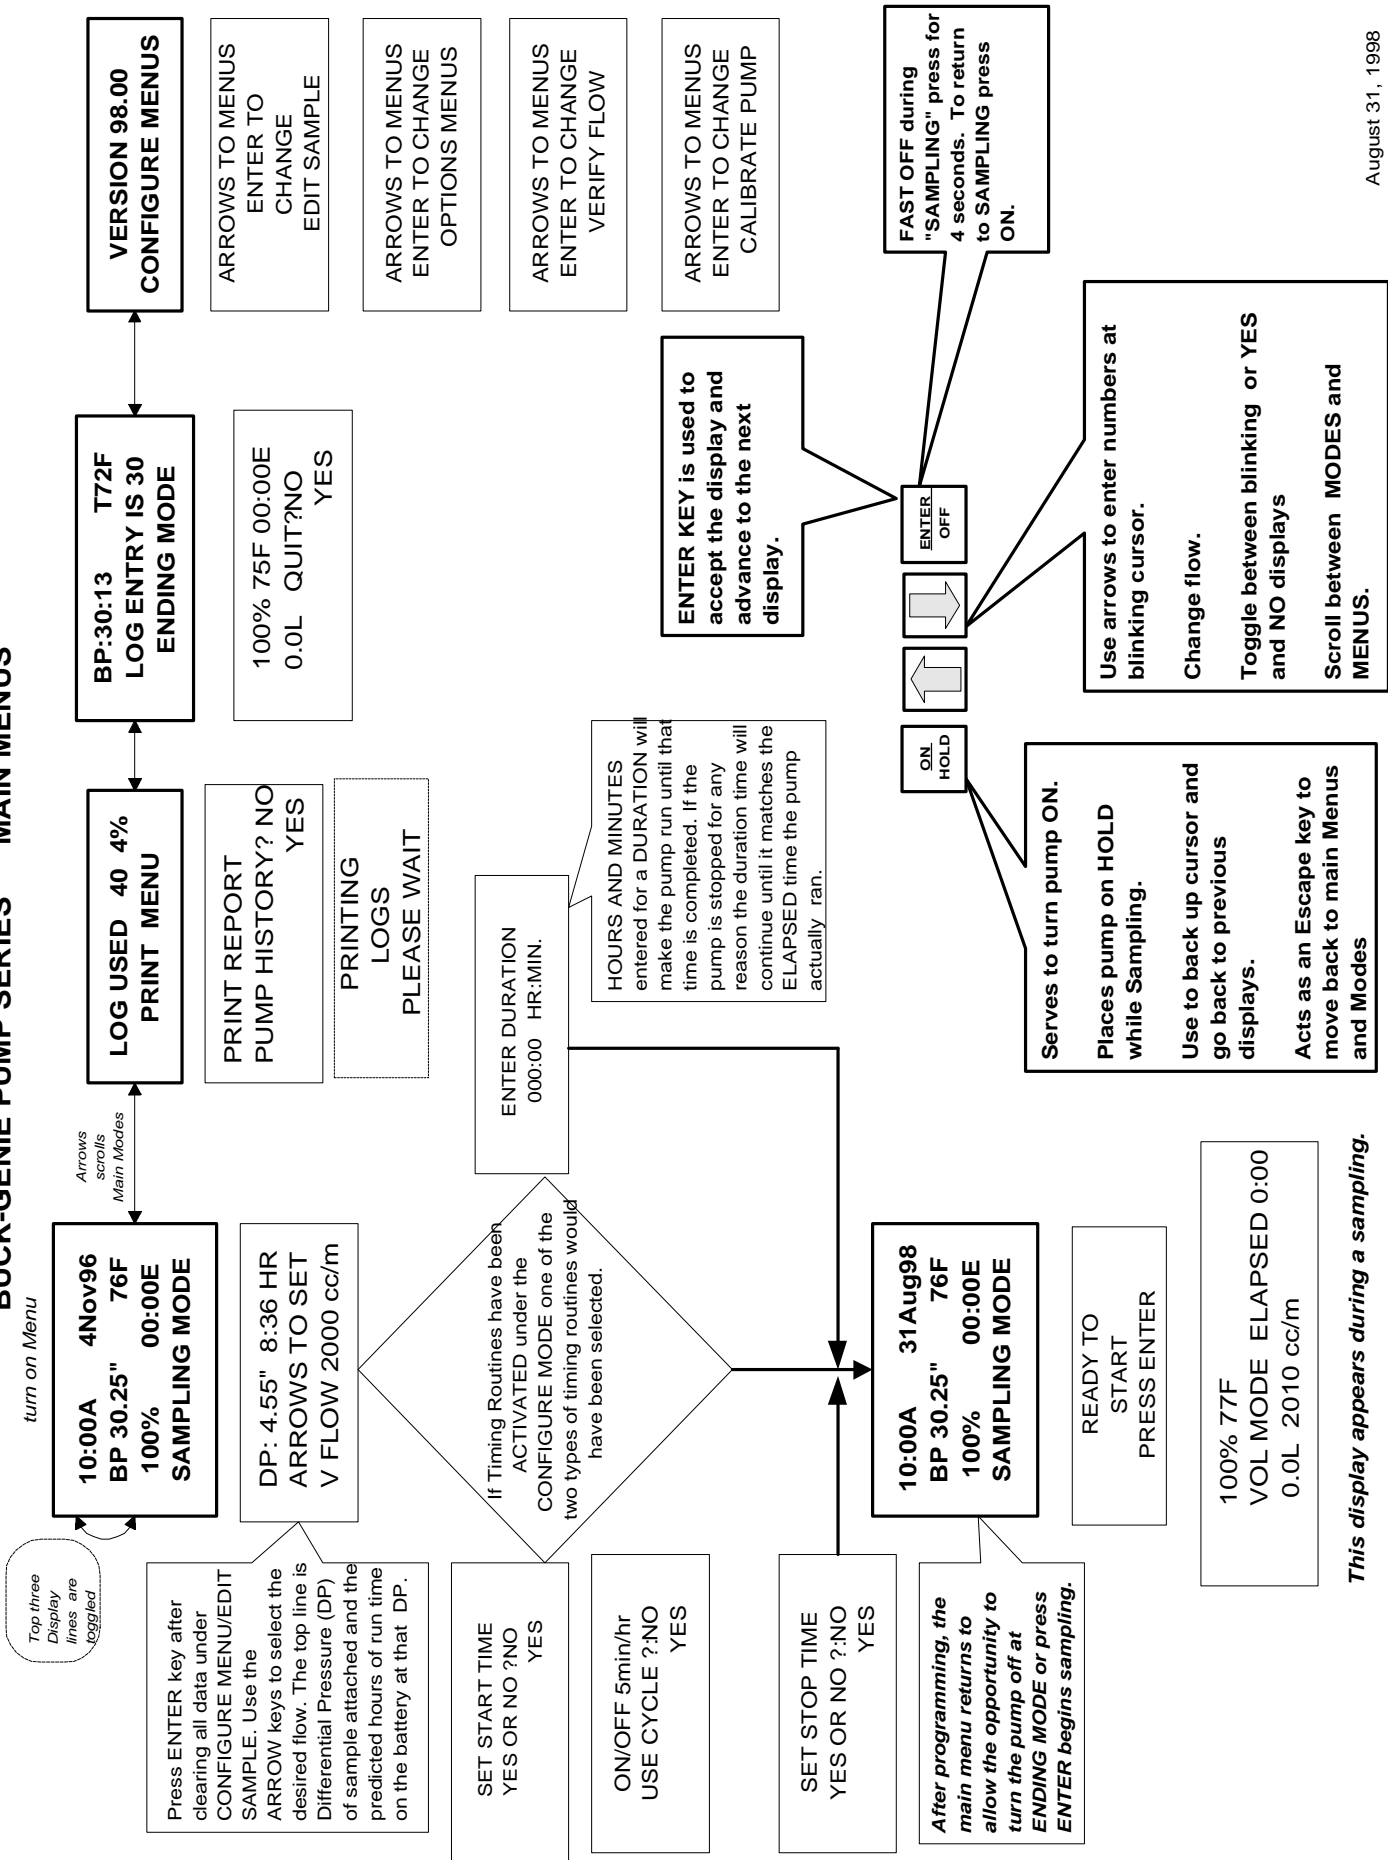 BUCK-GENIE PUMP SERIES MAIN MENUS
turn on Menu
Top three
Display
lines are
toggled
10:00A 4Nov96
BP 30.25" 76F
100% 00:00E
SAMPLING MODE
Arrows
scrolls
Main Modes
LOG USED 40 4%
PRINT MENU
BP:30:13 T72F
LOG ENTRY IS 30
ENDING MODE
VERSION 98.00
CONFIGURE MENUS
Press ENTER key after
clearing all data under
CONFIGURE MENU/EDIT
SAMPLE. Use the
ARROW keys to select the
desired flow. The top line is
Differential Pressure (DP)
of sample attached and the
predicted hours of run time
on the battery at that DP.
DP: 4.55" 8:36 HR
ARROWS TO SET
V FLOW 2000 cc/m
PRINT REPORT
PUMP HISTORY? NO
YES
PRINTING
LOGS
PLEASE WAIT
100% 75F 00:00E
0.0L QUIT?NO
YES
ARROWS TO MENUS
ENTER TO
CHANGE
EDIT SAMPLE
ARROWS TO MENUS
ENTER TO CHANGE
OPTIONS MENUS
ARROWS TO MENUS
ENTER TO CHANGE
VERIFY FLOW
ARROWS TO MENUS
ENTER TO CHANGE
CALIBRATE PUMP
If Timing Routines have been
ACTIVATED under the
CONFIGURE MODE one of the
two types of timing routines would
have been selected.
SET START TIME
YES OR NO ?NO
YES
ON/OFF 5min/hr
USE CYCLE ?:NO
YES
SET STOP TIME
YES OR NO ?:NO
YES
ENTER DURATION
000:00 HR:MIN.
HOURS AND MINUTES
entered for a DURATION will
make the pump run until that
time is completed. If the
pump is stopped for any
reason the duration time will
continue until it matches the
ELAPSED time the pump
actually ran.
After programming, the
main menu returns to
allow the opportunity to
turn the pump off at
ENDING MODE or press
ENTER begins sampling.
10:00A 31Aug98
BP 30.25" 76F
100% 00:00E
SAMPLING MODE
READY TO
START
PRESS ENTER
100% 77F
VOL MODE ELAPSED 0:00
0.0L 2010 cc/m
This display appears during a sampling.
ENTER KEY is used to
accept the display and
advance to the next
display.
FAST OFF during
"SAMPLING" press for
4 seconds. To return
to SAMPLING press
ON.
ON
HOLD
ENTER
OFF
Serves to turn pump ON.
Places pump on HOLD
while Sampling.
Use to back up cursor and
go back to previous
displays.
Acts as an Escape key to
move back to main Menus
and Modes
Use arrows to enter numbers at
blinking cursor.
Change flow.
Toggle between blinking or YES
and NO displays
Scroll between MODES and
MENUS.
August 31, 1998